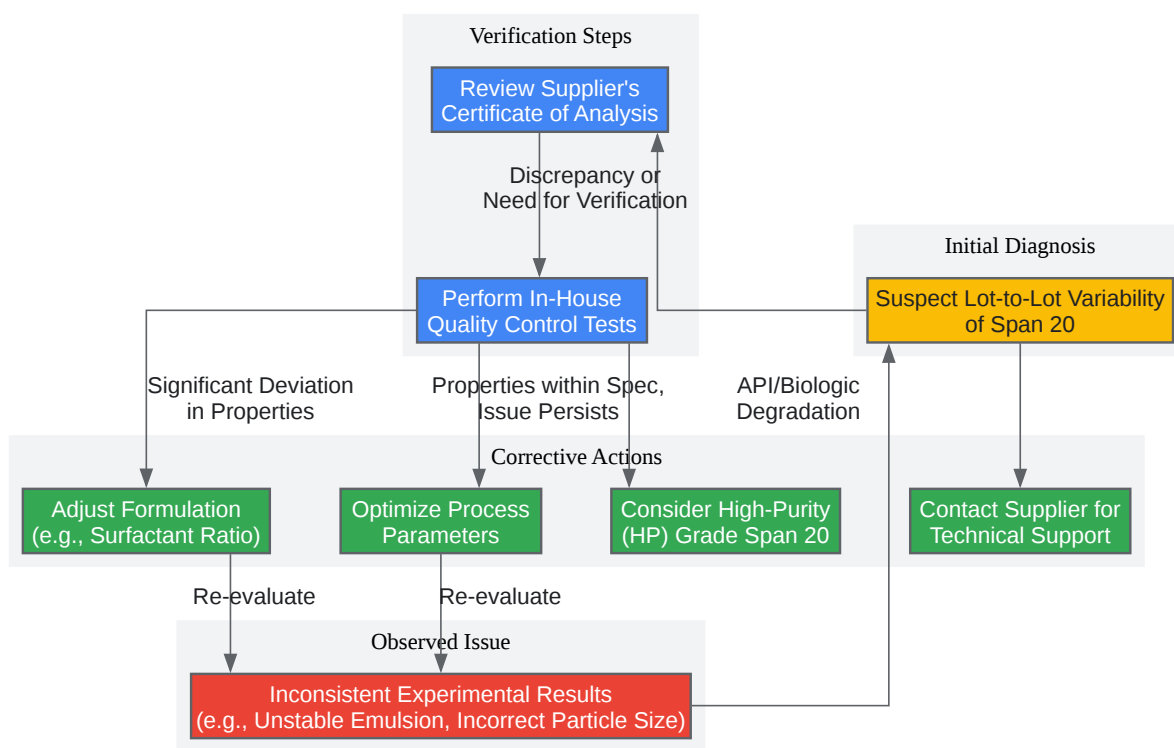 Verification Steps
Review Supplier's
Certificate of Analysis
Discrepancy or
Need for Verification
Initial Diagnosis
Perform In-House
Quality Control Tests
Suspect Lot-to-Lot Variability
of Span 20
Significant Deviation
in Properties
Properties within Spec,
Issue Persists
API/Biologic
Degradation
Corrective Actions
Adjust Formulation
(e.g., Surfactant Ratio)
Optimize Process
Parameters
Consider High-Purity
(HP) Grade Span 20
Contact Supplier for
Technical Support
Re-evaluate
Re-evaluate
Observed Issue
Inconsistent Experimental Results
(e.g., Unstable Emulsion, Incorrect Particle Size)